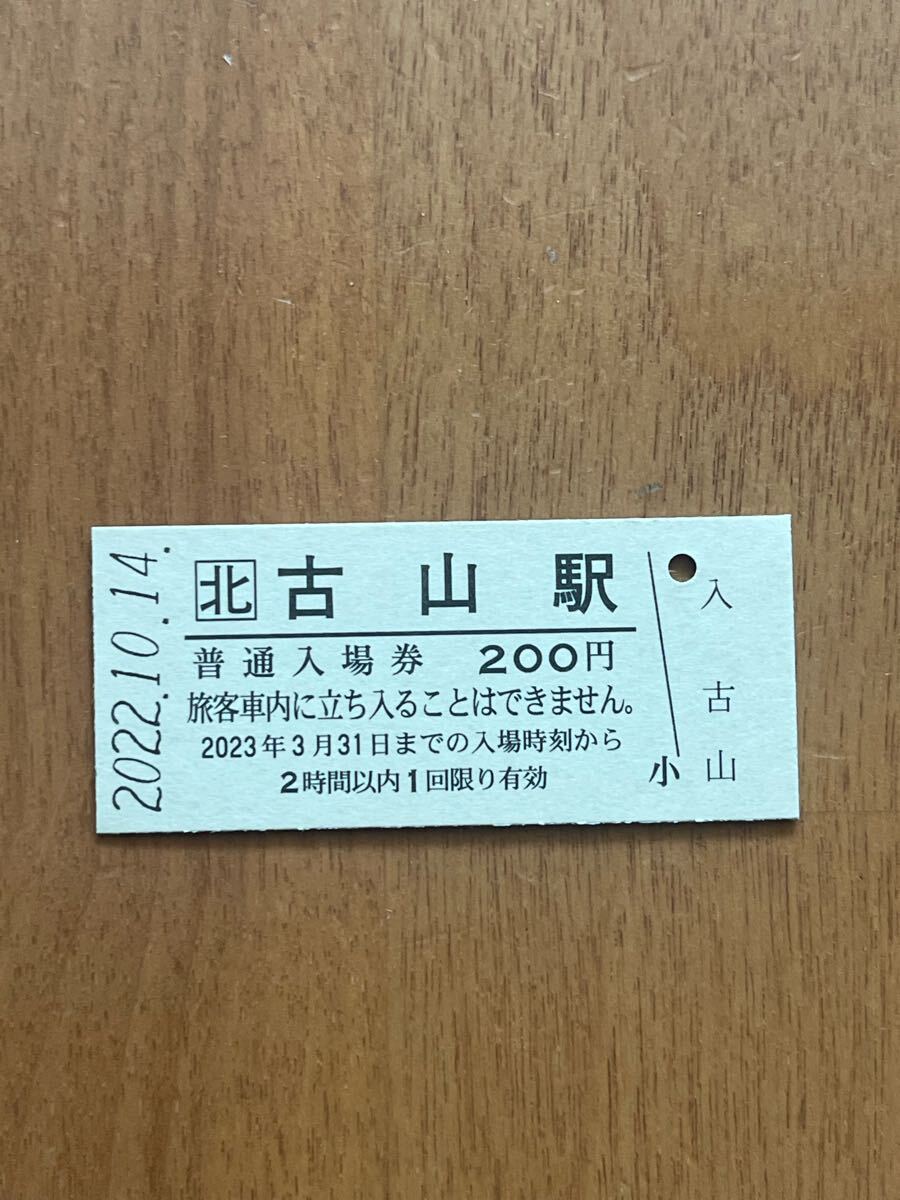 2022.10.14.
北 古山駅
普通入場券 200円
旅客車内に立ち入ることはできません。
2023年3月31日までの入場時刻から
2時間以内1回限り有効
小
入
古
山